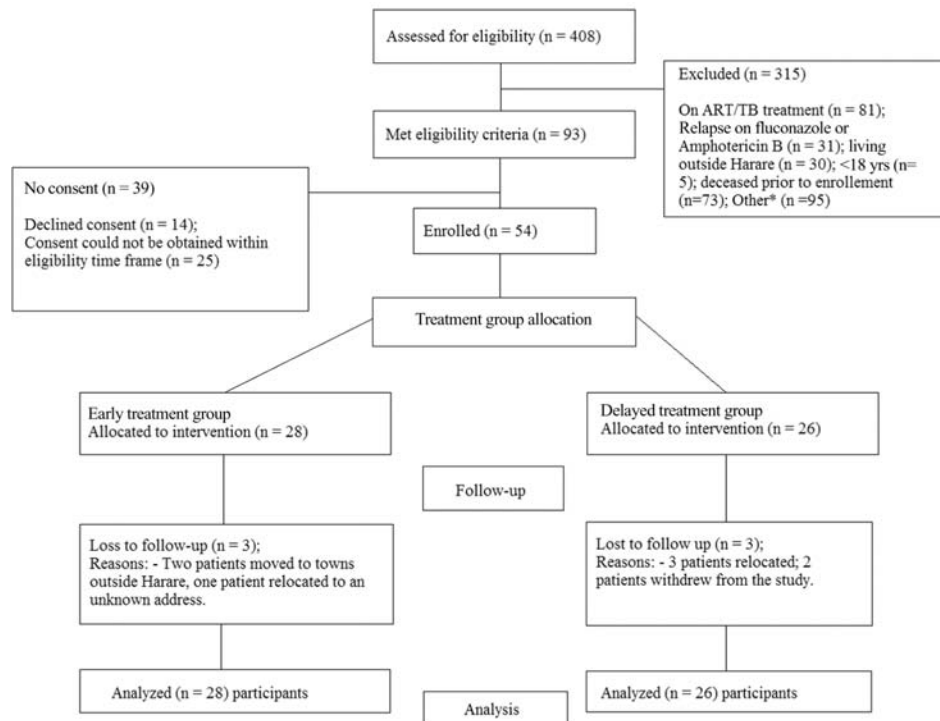 Assessed for eligibility (n = 408)
Excluded (n = 315)
On ART/TB treatment (n = 81);
Relapse on fluconazole or
Amphotericin B (n = 31); living
outside Harare (n = 30); <18 yrs (n=
5); deceased prior to enrollement
(n=73); Other* (n =95)
Met eligibility criteria (n = 93)
No consent (n = 39)
Declined consent (n = 14);
Consent could not be obtained within
eligibility time frame (n = 25)
Enrolled (n = 54)
Treatment group allocation
Early treatment group
Allocated to intervention (n = 28)
Delayed treatment group
Allocated to intervention (n = 26)
Follow-up
Loss to follow-up (n = 3);
Reasons: - Two patients moved to towns
outside Harare, one patient relocated to an
unknown address.
Lost to follow up (n = 3);
Reasons: - 3 patients relocated; 2
patients withdrew from the study.
Analyzed (n = 28) participants
Analyzed (n = 26) participants
Analysis